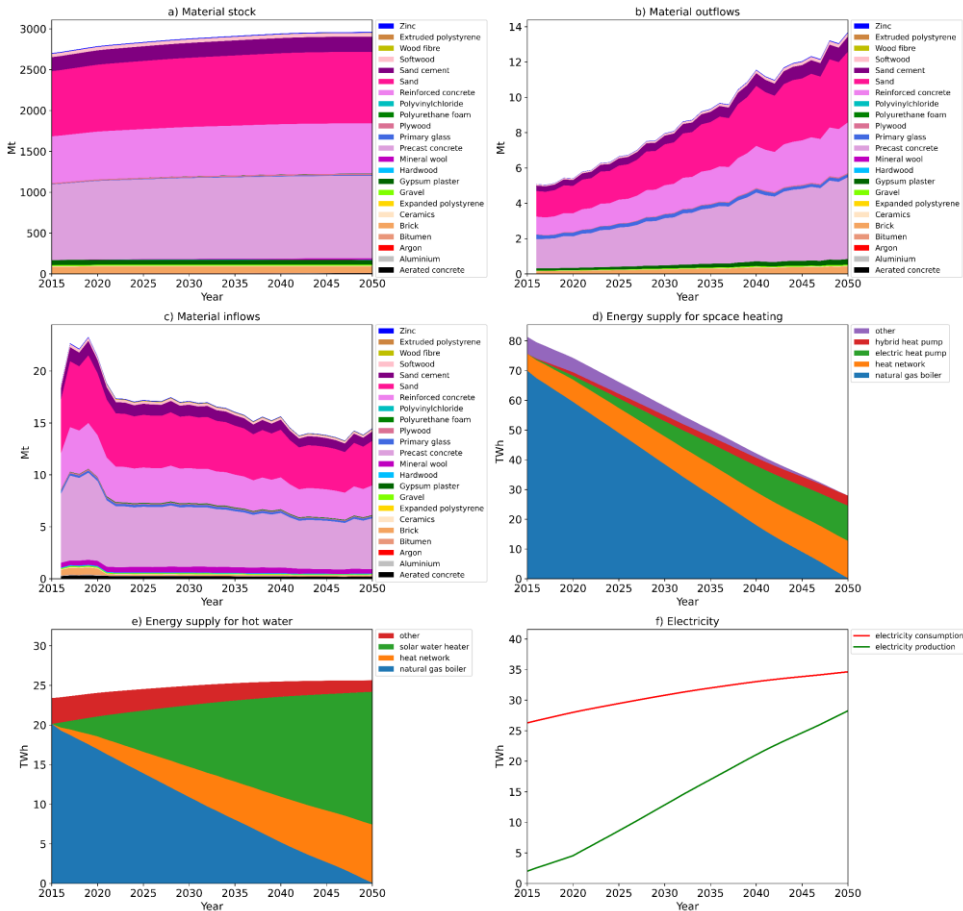 a) Material stock
3000
2500
2000
1500
1000
500
0
Mt
2015 2020 2025 2030 2035 2040 2045 2050
Year
Zinc
Extruded polystyrene
Wood fibre
Softwood
Sand cement
Sand
Reinforced concrete
Polyvinylchloride
Polyurethane foam
Plywood
Primary glass
Precast concrete
Mineral wool
Hardwood
Gypsum plaster
Gravel
Expanded polystyrene
Ceramics
Brick
Bitumen
Argon
Aluminium
Aerated concrete
b) Material outflows
14
12
10
8
6
4
2
0
Mt
2015 2020 2025 2030 2035 2040 2045 2050
Year
Zinc
Extruded polystyrene
Wood fibre
Softwood
Sand cement
Sand
Reinforced concrete
Polyvinylchloride
Polyurethane foam
Plywood
Primary glass
Precast concrete
Mineral wool
Hardwood
Gypsum plaster
Gravel
Expanded polystyrene
Ceramics
Brick
Bitumen
Argon
Aluminium
Aerated concrete
c) Material inflows
20
15
10
5
0
Mt
2015 2020 2025 2030 2035 2040 2045 2050
Year
Zinc
Extruded polystyrene
Wood fibre
Softwood
Sand cement
Sand
Reinforced concrete
Polyvinylchloride
Polyurethane foam
Plywood
Primary glass
Precast concrete
Mineral wool
Hardwood
Gypsum plaster
Gravel
Expanded polystyrene
Ceramics
Brick
Bitumen
Argon
Aluminium
Aerated concrete
d) Energy supply for spcace heating
80
70
60
50
40
30
20
10
0
TWh
2015 2020 2025 2030 2035 2040 2045 2050
Year
other
hybrid heat pump
electric heat pump
heat network
natural gas boiler
e) Energy supply for hot water
30
25
20
15
10
5
0
TWh
2015 2020 2025 2030 2035 2040 2045 2050
Year
other
solar water heater
heat network
natural gas boiler
f) Electricity
40
35
30
25
20
15
10
5
0
TWh
2015 2020 2025 2030 2035 2040 2045 2050
Year
electricity consumption
electricity production